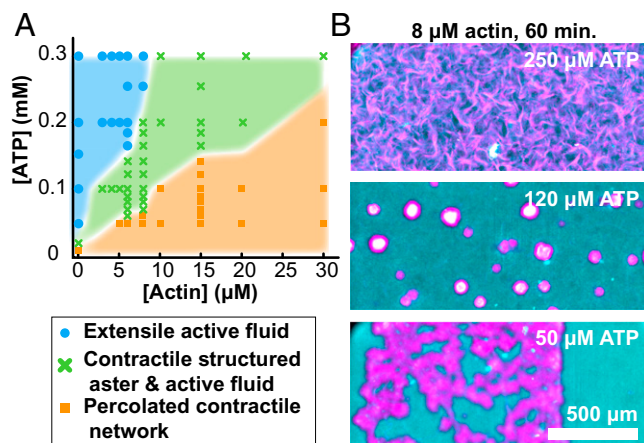 A
[ATP] (mM)
0.3
0.2
0.1
0
0 5 10 15 20 25 30
[Actin] (µM)
Extensile active fluid
Contractile structured
aster & active fluid
Percolated contractile
network
B
8 µM actin, 60 min.
250 µM ATP
120 µM ATP
50 µM ATP
500 µm